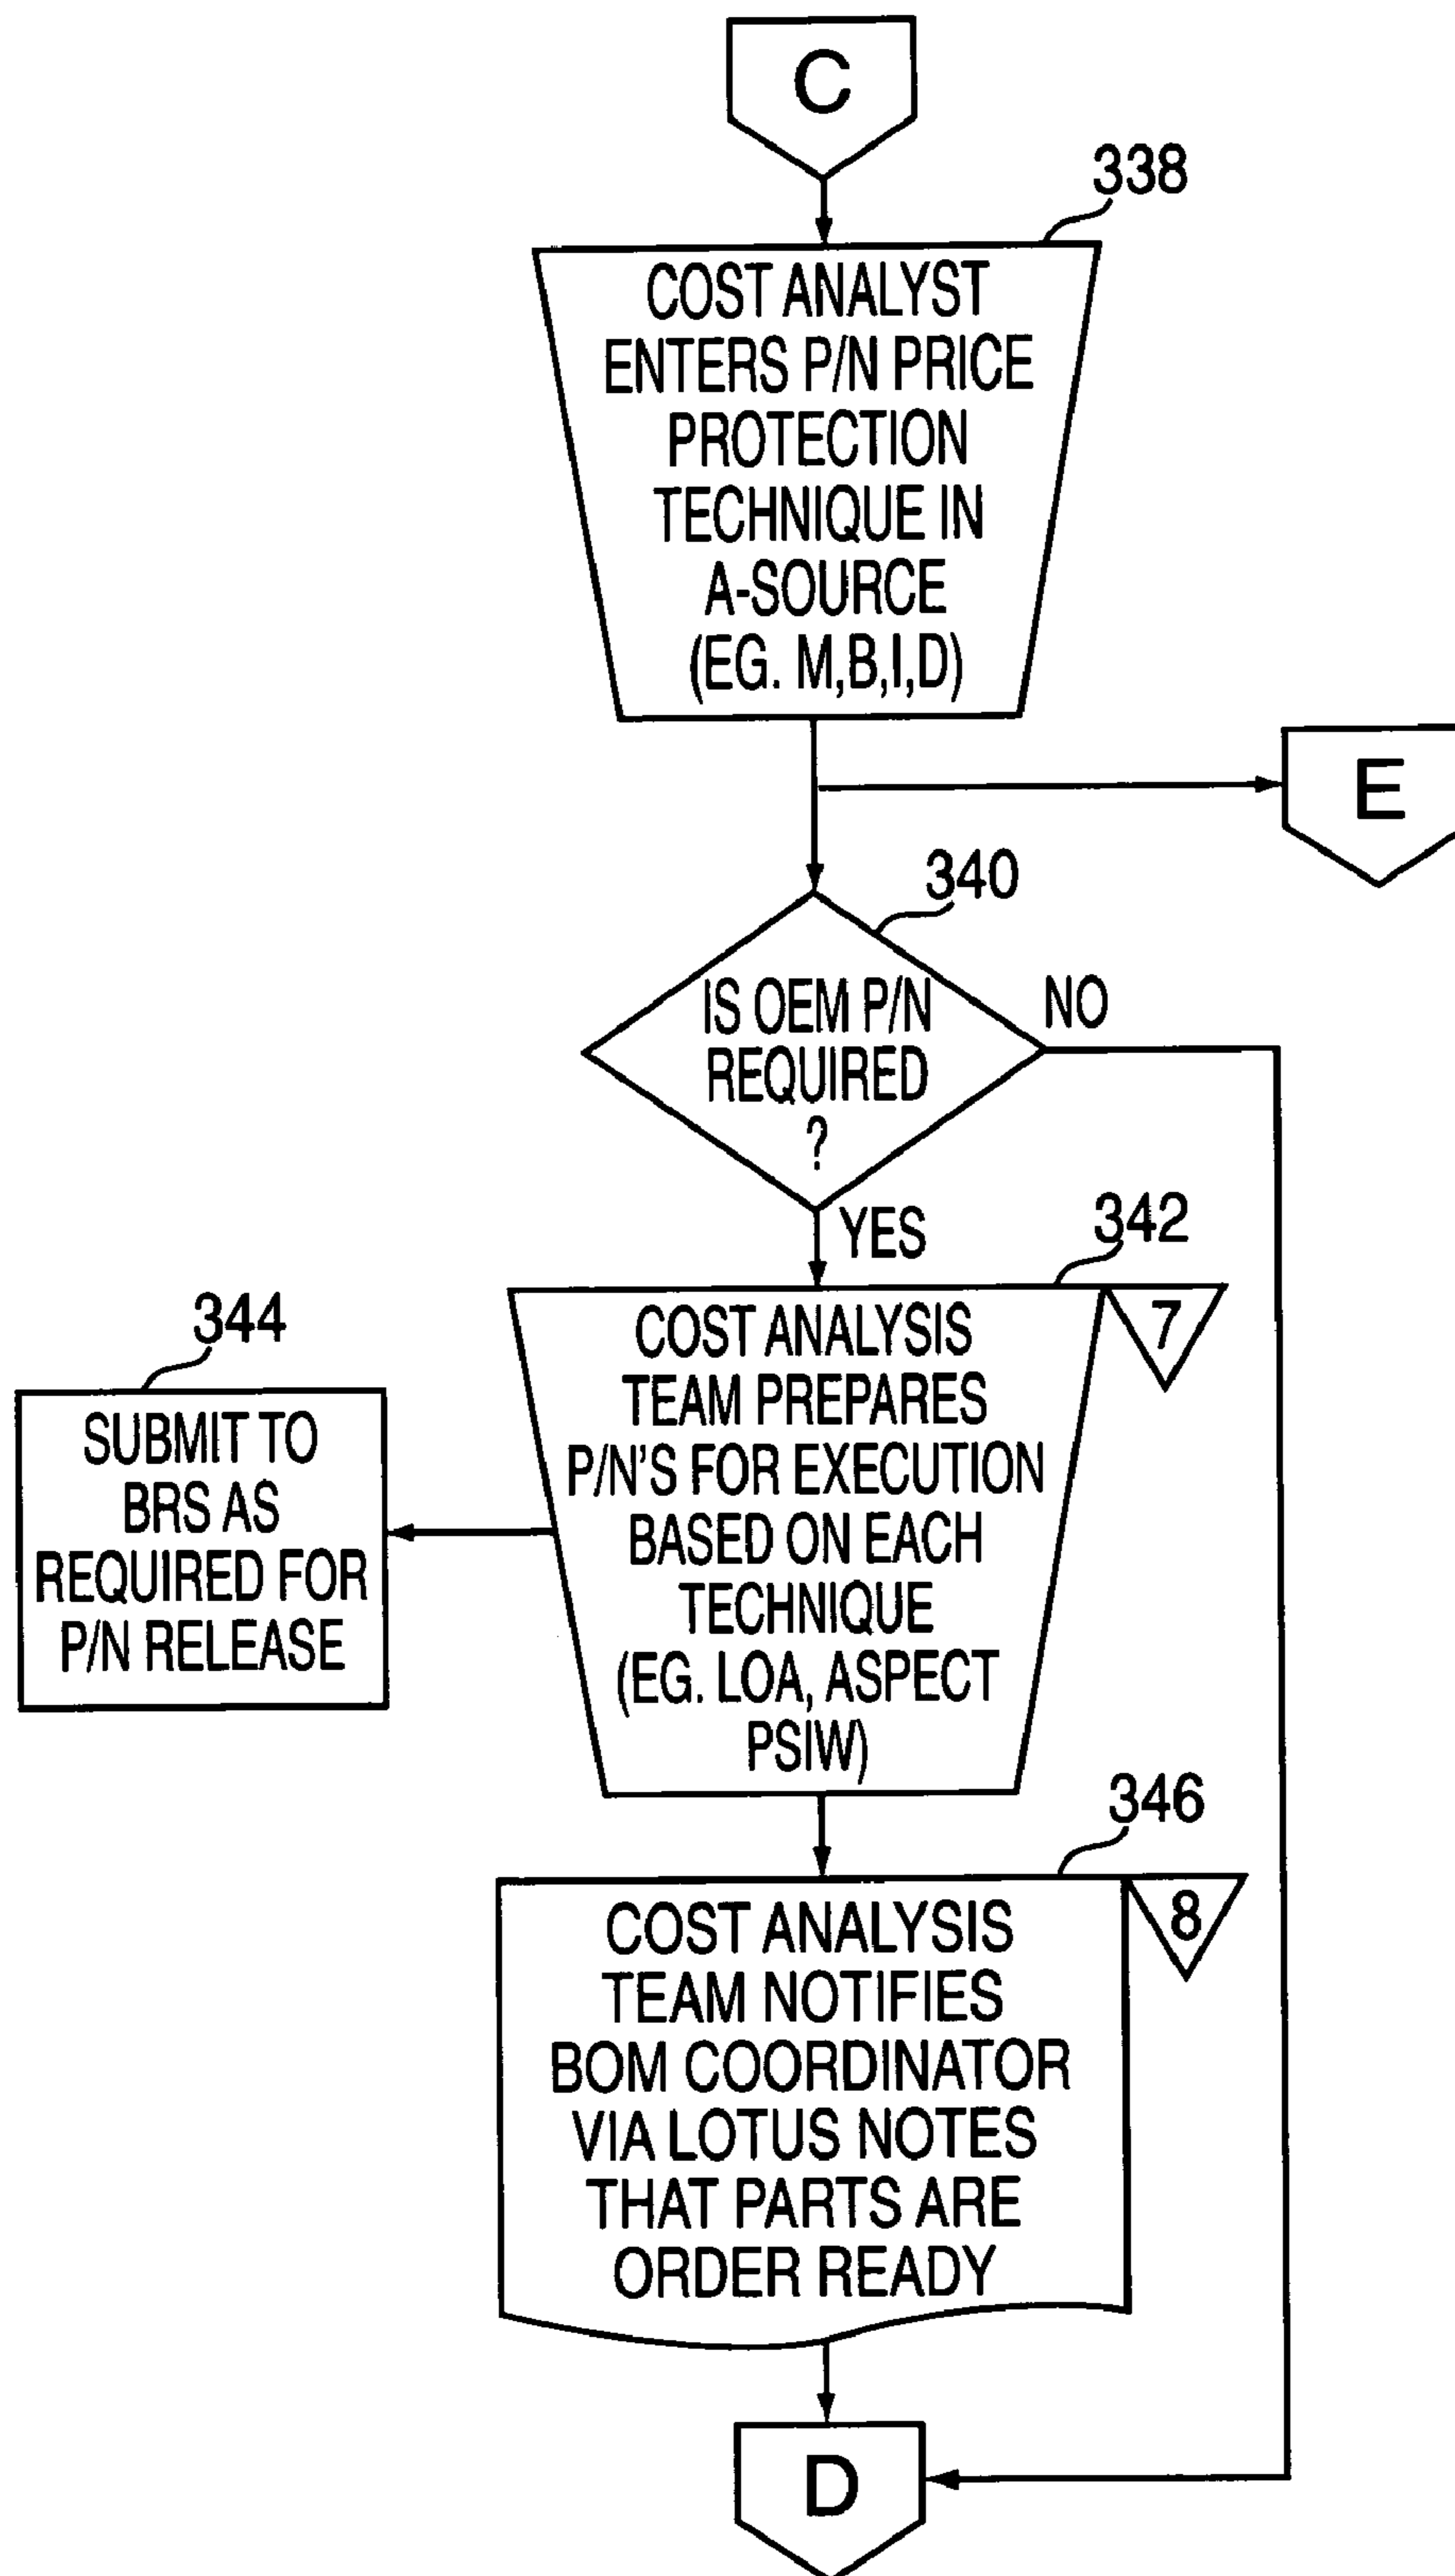 C
338
COST ANALYST
ENTERS P/N PRICE
PROTECTION
TECHNIQUE IN
A-SOURCE
(EG. M,B,I,D)
E
340
IS OEM P/N
REQUIRED
?
NO
YES
342
7
COST ANALYSIS
TEAM PREPARES
P/N'S FOR EXECUTION
BASED ON EACH
TECHNIQUE
(EG. LOA, ASPECT
PSIW)
344
SUBMIT TO
BRS AS
REQUIRED FOR
P/N RELEASE
346
8
COST ANALYSIS
TEAM NOTIFIES
BOM COORDINATOR
VIA LOTUS NOTES
THAT PARTS ARE
ORDER READY
D